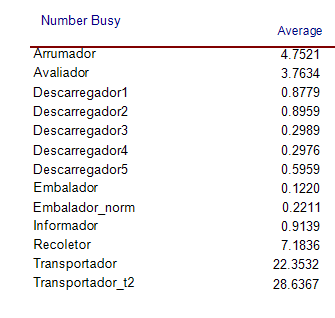 Number Busy
Average
Arrumador 4.7521
Avaliador 3.7634
Descarregador1 0.8779
Descarregador2 0.8959
Descarregador3 0.2989
Descarregador4 0.2976
Descarregador5 0.5959
Embalador 0.1220
Embalador_norm 0.2211
Informador 0.9139
Recoletor 7.1836
Transportador 22.3532
Transportador_t2 28.6367